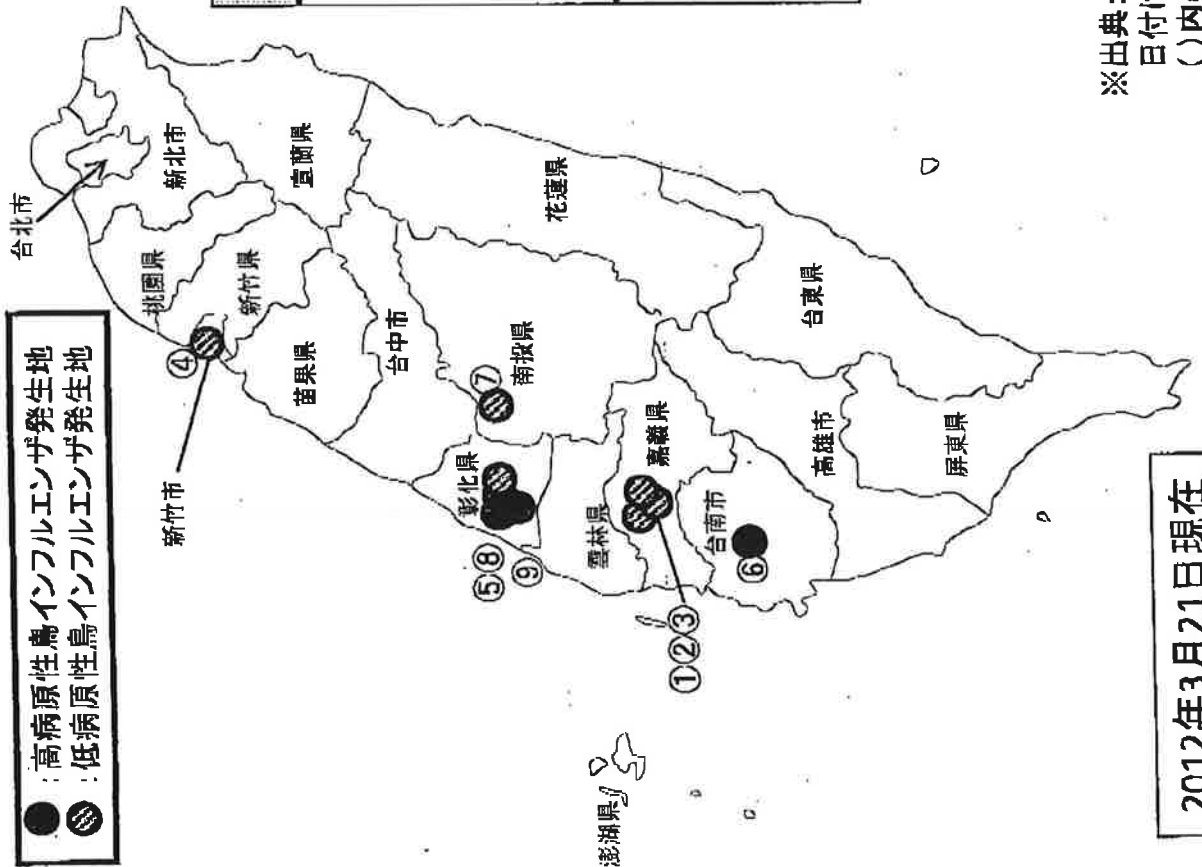 ●:高病原性鳥インフルエンザ発生地
:低病原性鳥インフルエンザ発生地
台北市
新北市
桃園県
新竹県
宜蘭県
④
新竹市
苗栗県
台中市
花蓮県
⑦
南投県
彰化県
⑤⑧
⑨
雲林県
嘉義県
①②③
台南市
⑥
高雄市
台東県
屏東県
澎湖県
2012年3月21日現在
※出典:
日付
()内